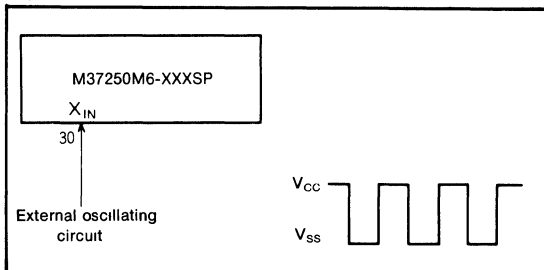 M37250M6-XXXSP
XIN
30
External oscillating
circuit
VCC
VSS